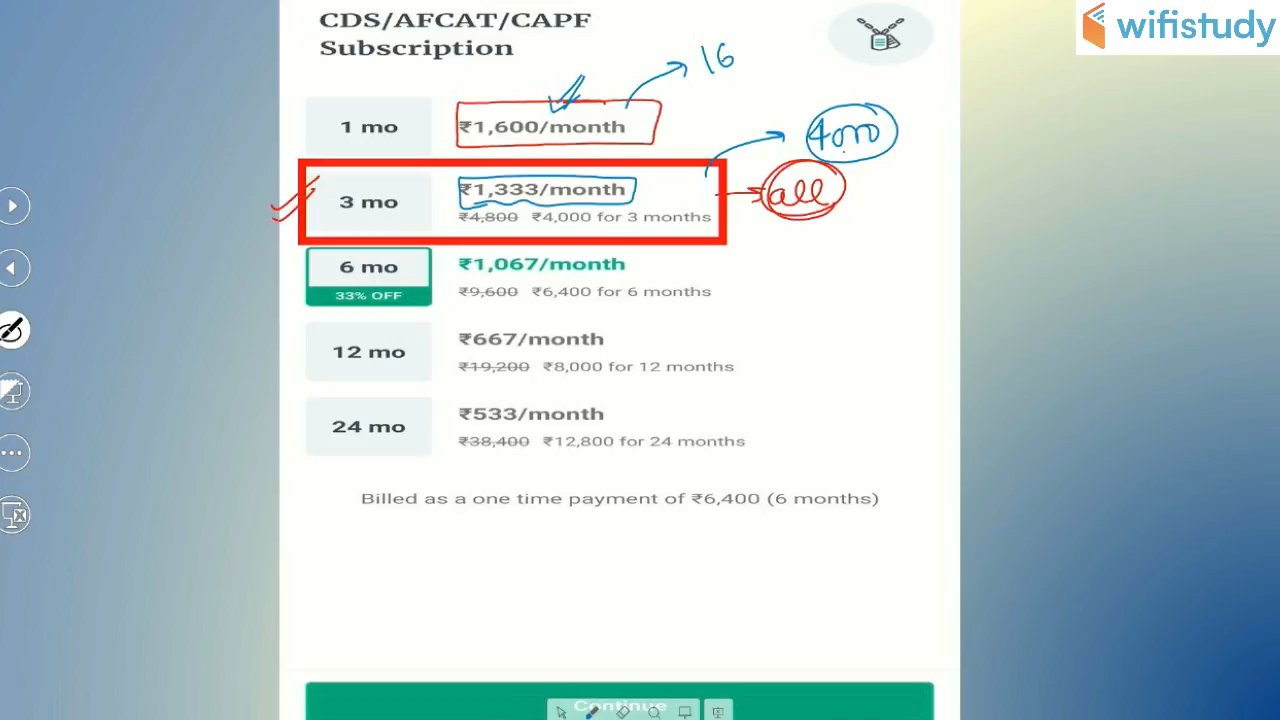 CDS/AFCAT/CAPF
Subscription
wifistudy
16
1 mo
₹1,600/month
4000
3 mo
₹1,333/month
₹4,800 ₹4,000 for 3 months
all
6 mo
33% OFF
₹1,067/month
₹9,600 ₹6,400 for 6 months
12 mo
₹667/month
₹19,200 ₹8,000 for 12 months
24 mo
₹533/month
₹38,400 ₹12,800 for 24 months
Billed as a one time payment of ₹6,400 (6 months)
Continue